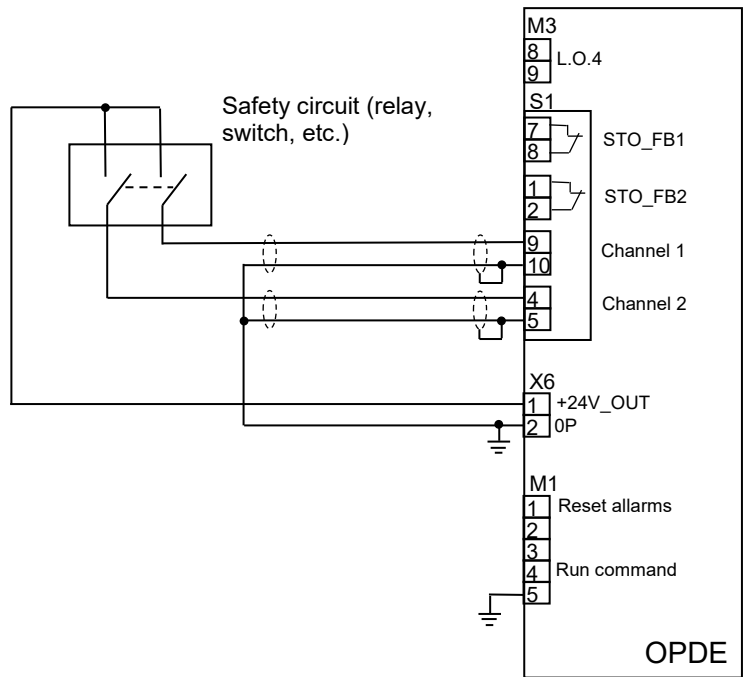 M3
8
L.O.4
9
S1
Safety circuit (relay,
switch, etc.)
7
STO_FB1
8
1
STO_FB2
2
9
Channel 1
10
4
Channel 2
5
X6
1
+24V_OUT
2
0P
M1
1
Reset allarms
2
3
4
Run command
5
OPDE